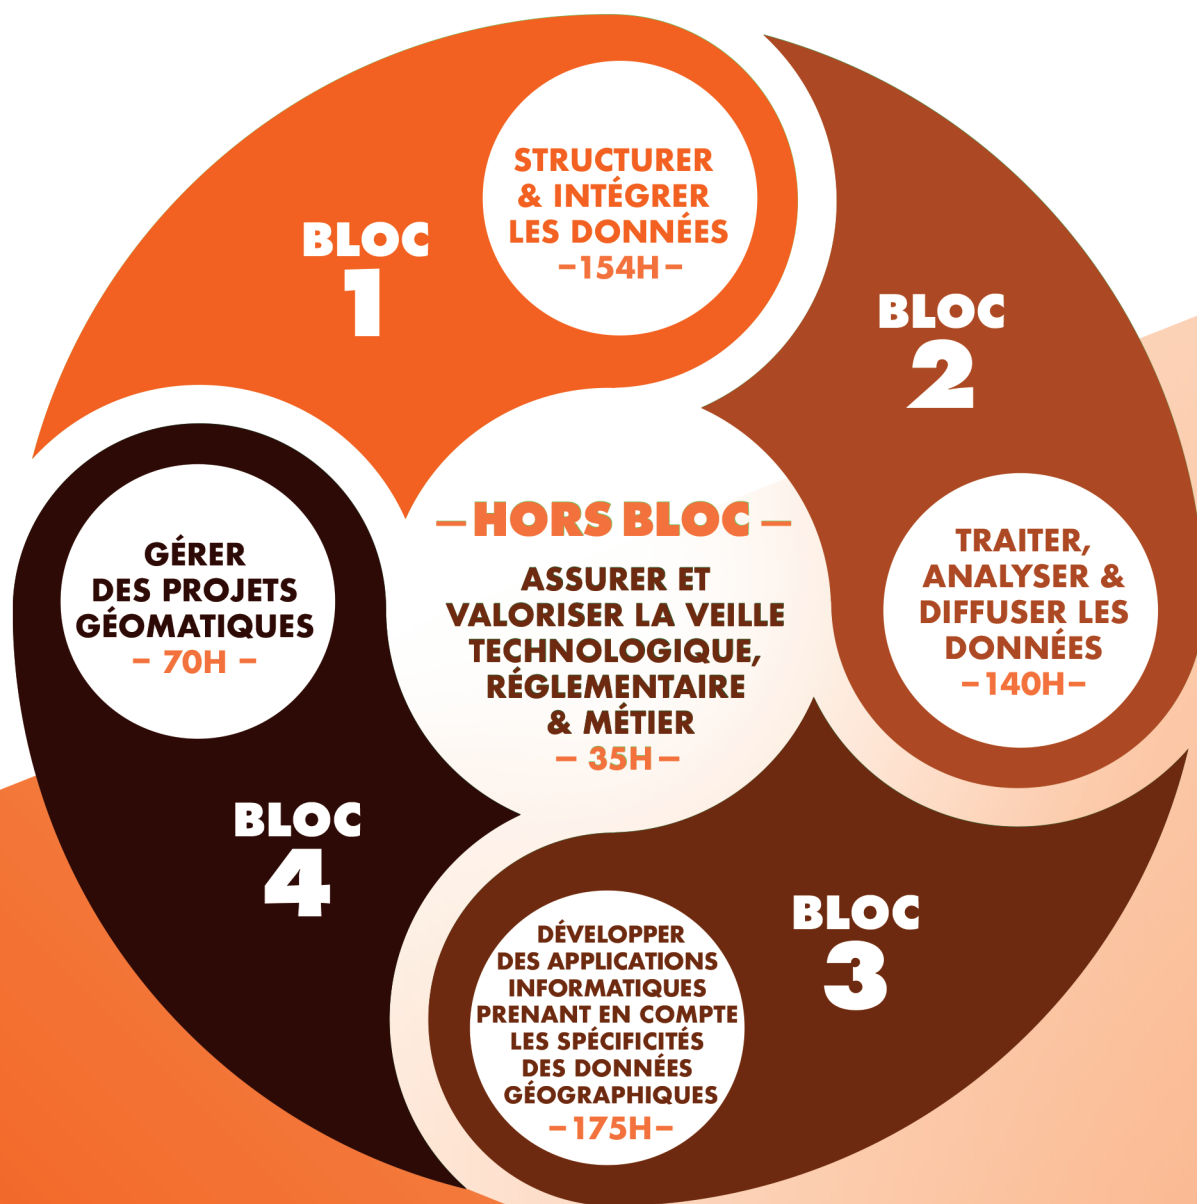 BLOC
1
STRUCTURER
& INTÉGRER
LES DONNÉES
–154H–
BLOC
2
TRAITER,
ANALYSER &
DIFFUSER LES
DONNÉES
–140H–
BLOC
3
DÉVELOPPER
DES APPLICATIONS
INFORMATIQUES
PRENANT EN COMPTE
LES SPÉCIFICITÉS
DES DONNÉES
GÉOGRAPHIQUES
–175H–
BLOC
4
GÉRER
DES PROJETS
GÉOMATIQUES
– 70H –
– HORS BLOC –
ASSURER ET
VALORISER LA VEILLE
TECHNOLOGIQUE,
RÉGLEMENTAIRE
& MÉTIER
– 35H –